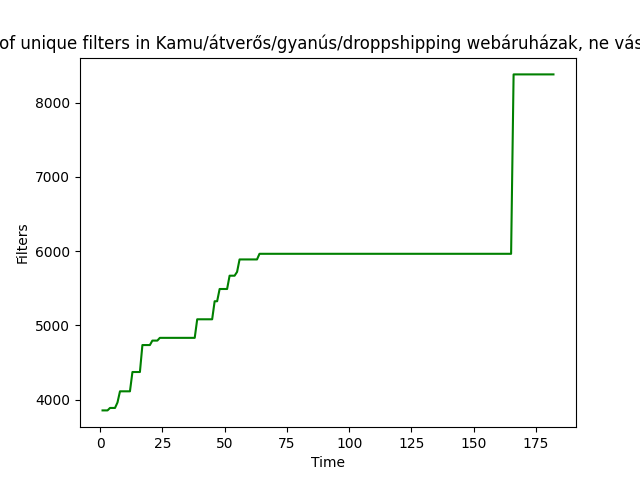 of unique filters in Kamu/átverős/gyanús/droppshipping webáruházak, ne vás
8000
7000
6000
5000
4000
Filters
0 25 50 75 100 125 150 175
Time